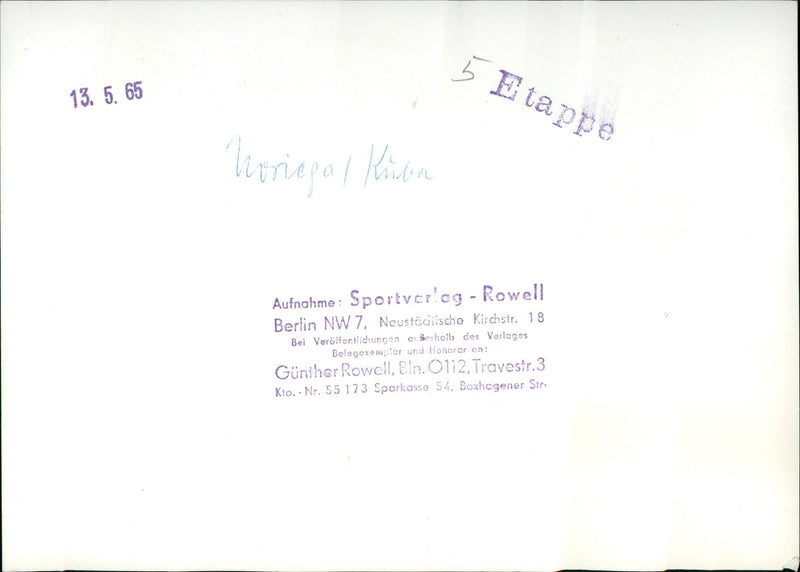 13. 5. 65
5 Etappe
Noriega / Kuba
Aufnahme: Sportverlag - Rowell
Berlin NW 7, Neustädtische Kirchstr. 18
Bei Veröffentlichungen außerhalb des Verlages
Belegexemplar und Honorar an:
Günther Rowell, Bln. O112, Travestr. 3
Kto. - Nr. 55 173 Sparkasse 54, Boxhagener Str.